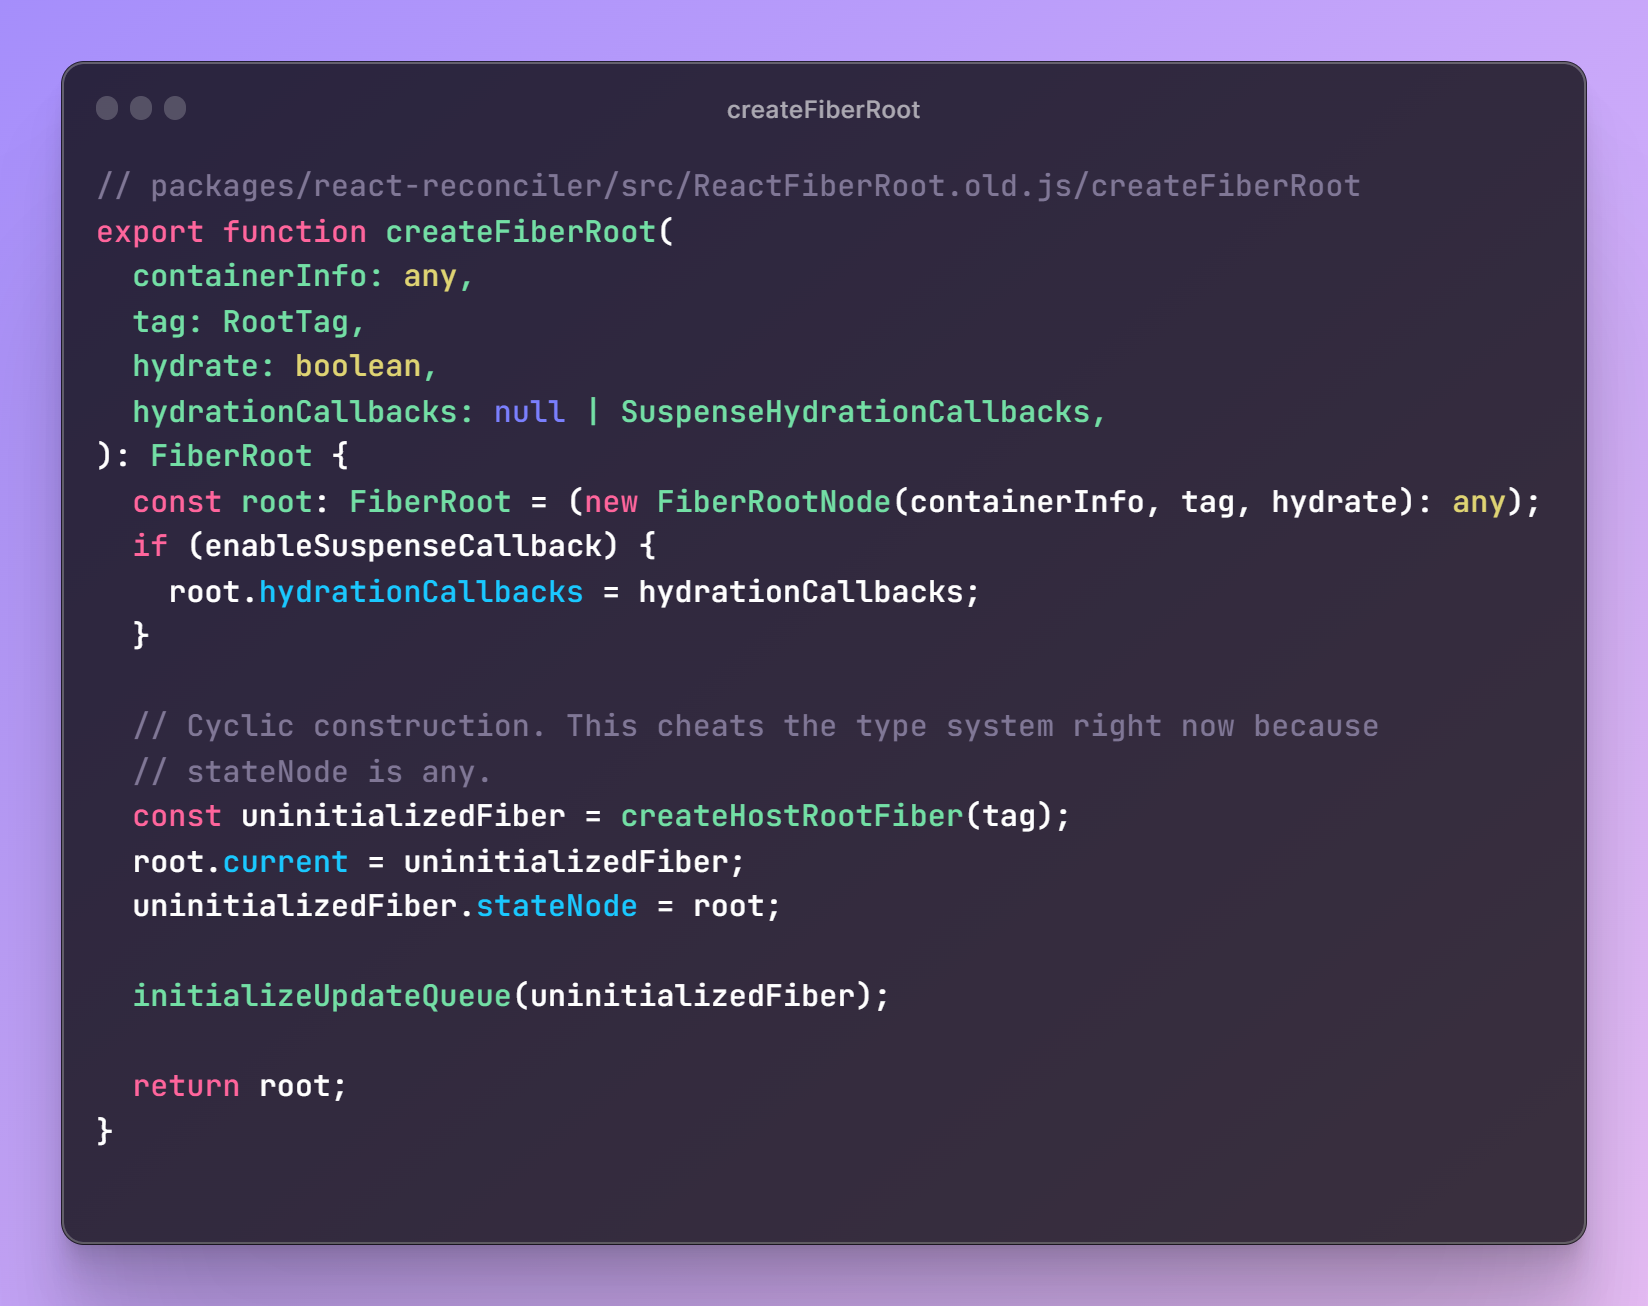 createFiberRoot
// packages/react-reconciler/src/ReactFiberRoot.old.js/createFiberRoot
export function createFiberRoot(
  containerInfo: any,
  tag: RootTag,
  hydrate: boolean,
  hydrationCallbacks: null | SuspenseHydrationCallbacks,
): FiberRoot {
  const root: FiberRoot = (new FiberRootNode(containerInfo, tag, hydrate): any);
  if (enableSuspenseCallback) {
    root.hydrationCallbacks = hydrationCallbacks;
  }
  // Cyclic construction. This cheats the type system right now because
  // stateNode is any.
  const uninitializedFiber = createHostRootFiber(tag);
  root.current = uninitializedFiber;
  uninitializedFiber.stateNode = root;
  initializeUpdateQueue(uninitializedFiber);
  return root;
}